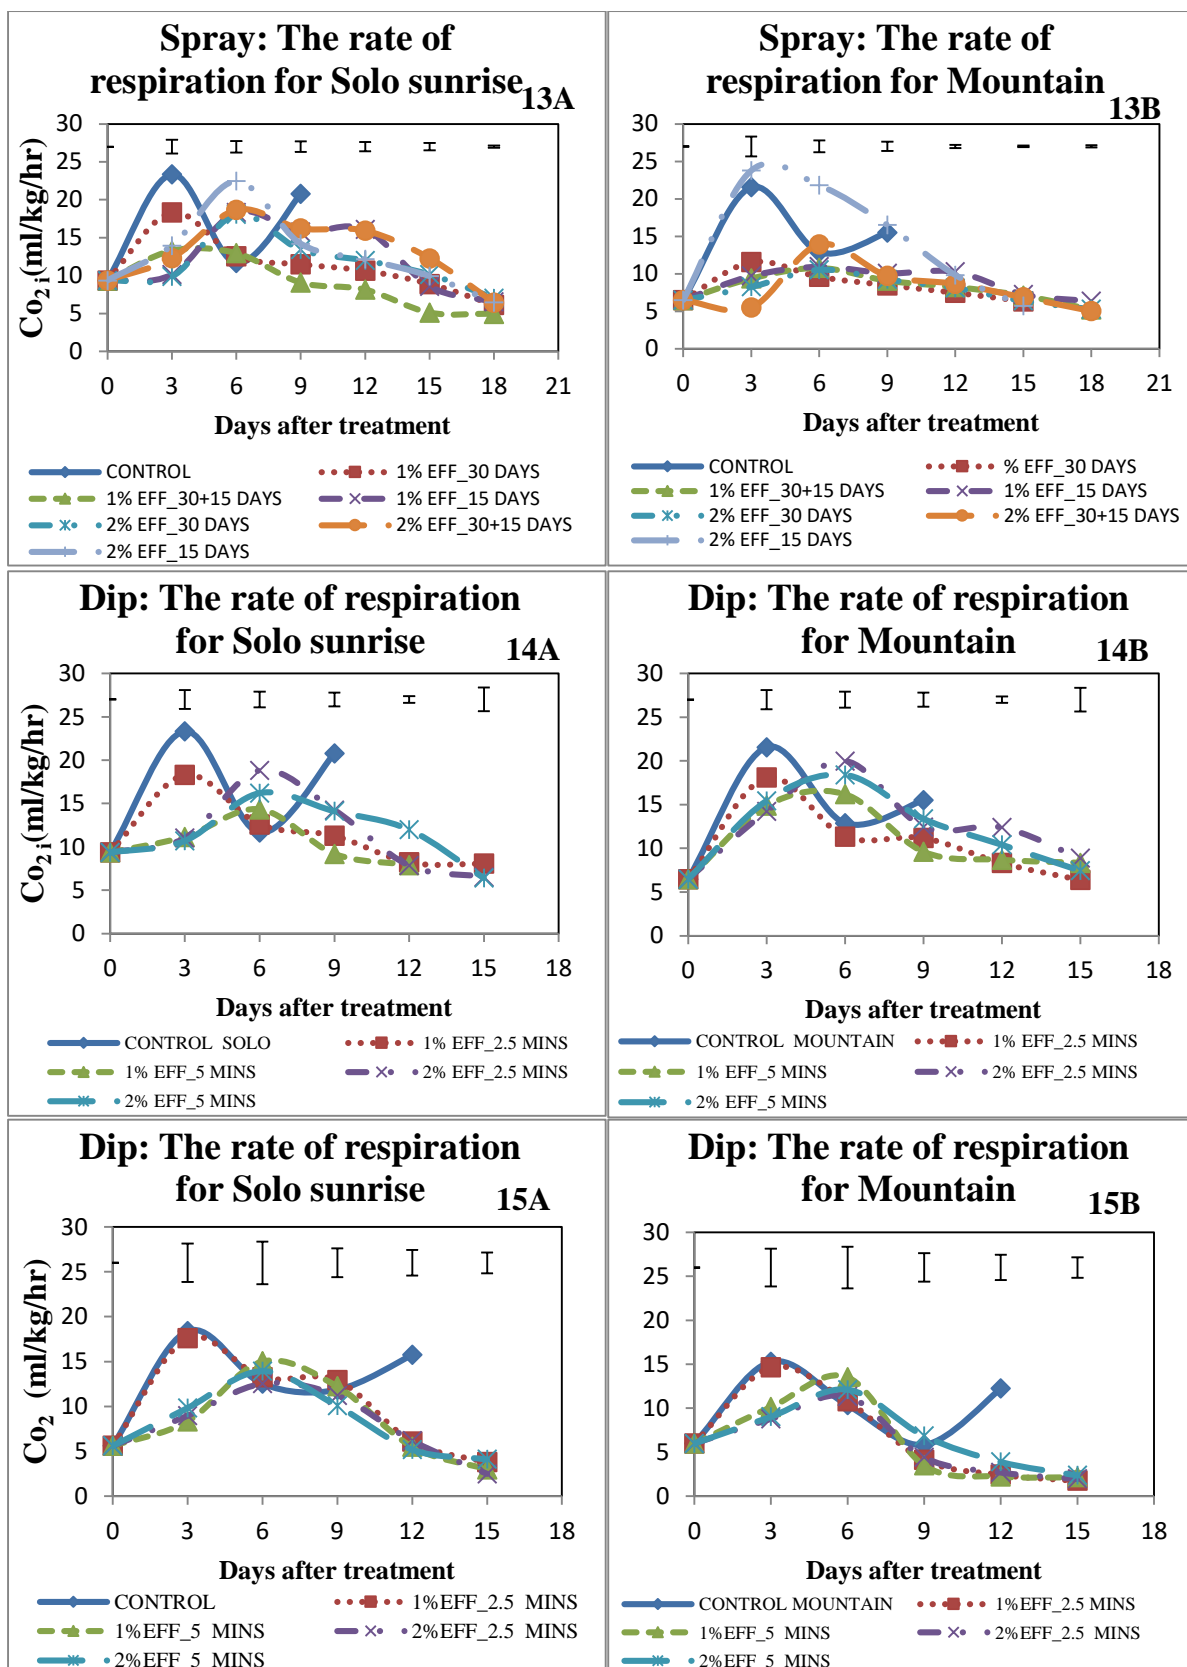 Spray: The rate of
respiration for Solo sunrise
13A
30
25
20
15
10
5
0
Co2 i(ml/kg/hr)
0 3 6 9 12 15 18 21
Days after treatment
CONTROL
1% EFF_30 DAYS
1% EFF_30+15 DAYS
1% EFF_15 DAYS
2% EFF_30 DAYS
2% EFF_30+15 DAYS
2% EFF_15 DAYS
Spray: The rate of
respiration for Mountain
13B
30
25
20
15
10
5
0
0 3 6 9 12 15 18 21
Days after treatment
CONTROL
% EFF_30 DAYS
1% EFF_30+15 DAYS
1% EFF_15 DAYS
2% EFF_30 DAYS
2% EFF_30+15 DAYS
2% EFF_15 DAYS
Dip: The rate of respiration
for Solo sunrise
14A
30
25
20
15
10
5
0
Co2 i(ml/kg/hr)
0 3 6 9 12 15 18
Days after treatment
CONTROL SOLO
1% EFF_2.5 MINS
1% EFF_5 MINS
2% EFF_2.5 MINS
2% EFF_5 MINS
Dip: The rate of respiration
for Mountain
14B
30
25
20
15
10
5
0
0 3 6 9 12 15 18
Days after treatment
CONTROL MOUNTAIN
1% EFF_2.5 MINS
1% EFF_5 MINS
2% EFF_2.5 MINS
2% EFF_5 MINS
Dip: The rate of respiration
for Solo sunrise
15A
30
25
20
15
10
5
0
Co2 (ml/kg/hr)
0 3 6 9 12 15 18
Days after treatment
CONTROL
1%EFF_2.5 MINS
1%EFF_5 MINS
2%EFF_2.5 MINS
2%EFF_5 MINS
Dip: The rate of respiration
for Mountain
15B
30
25
20
15
10
5
0
0 3 6 9 12 15 18
Days after treatment
CONTROL MOUNTAIN
1%EFF_2.5 MINS
1%EFF_5 MINS
2%EFF_2.5 MINS
2%EFF_5 MINS